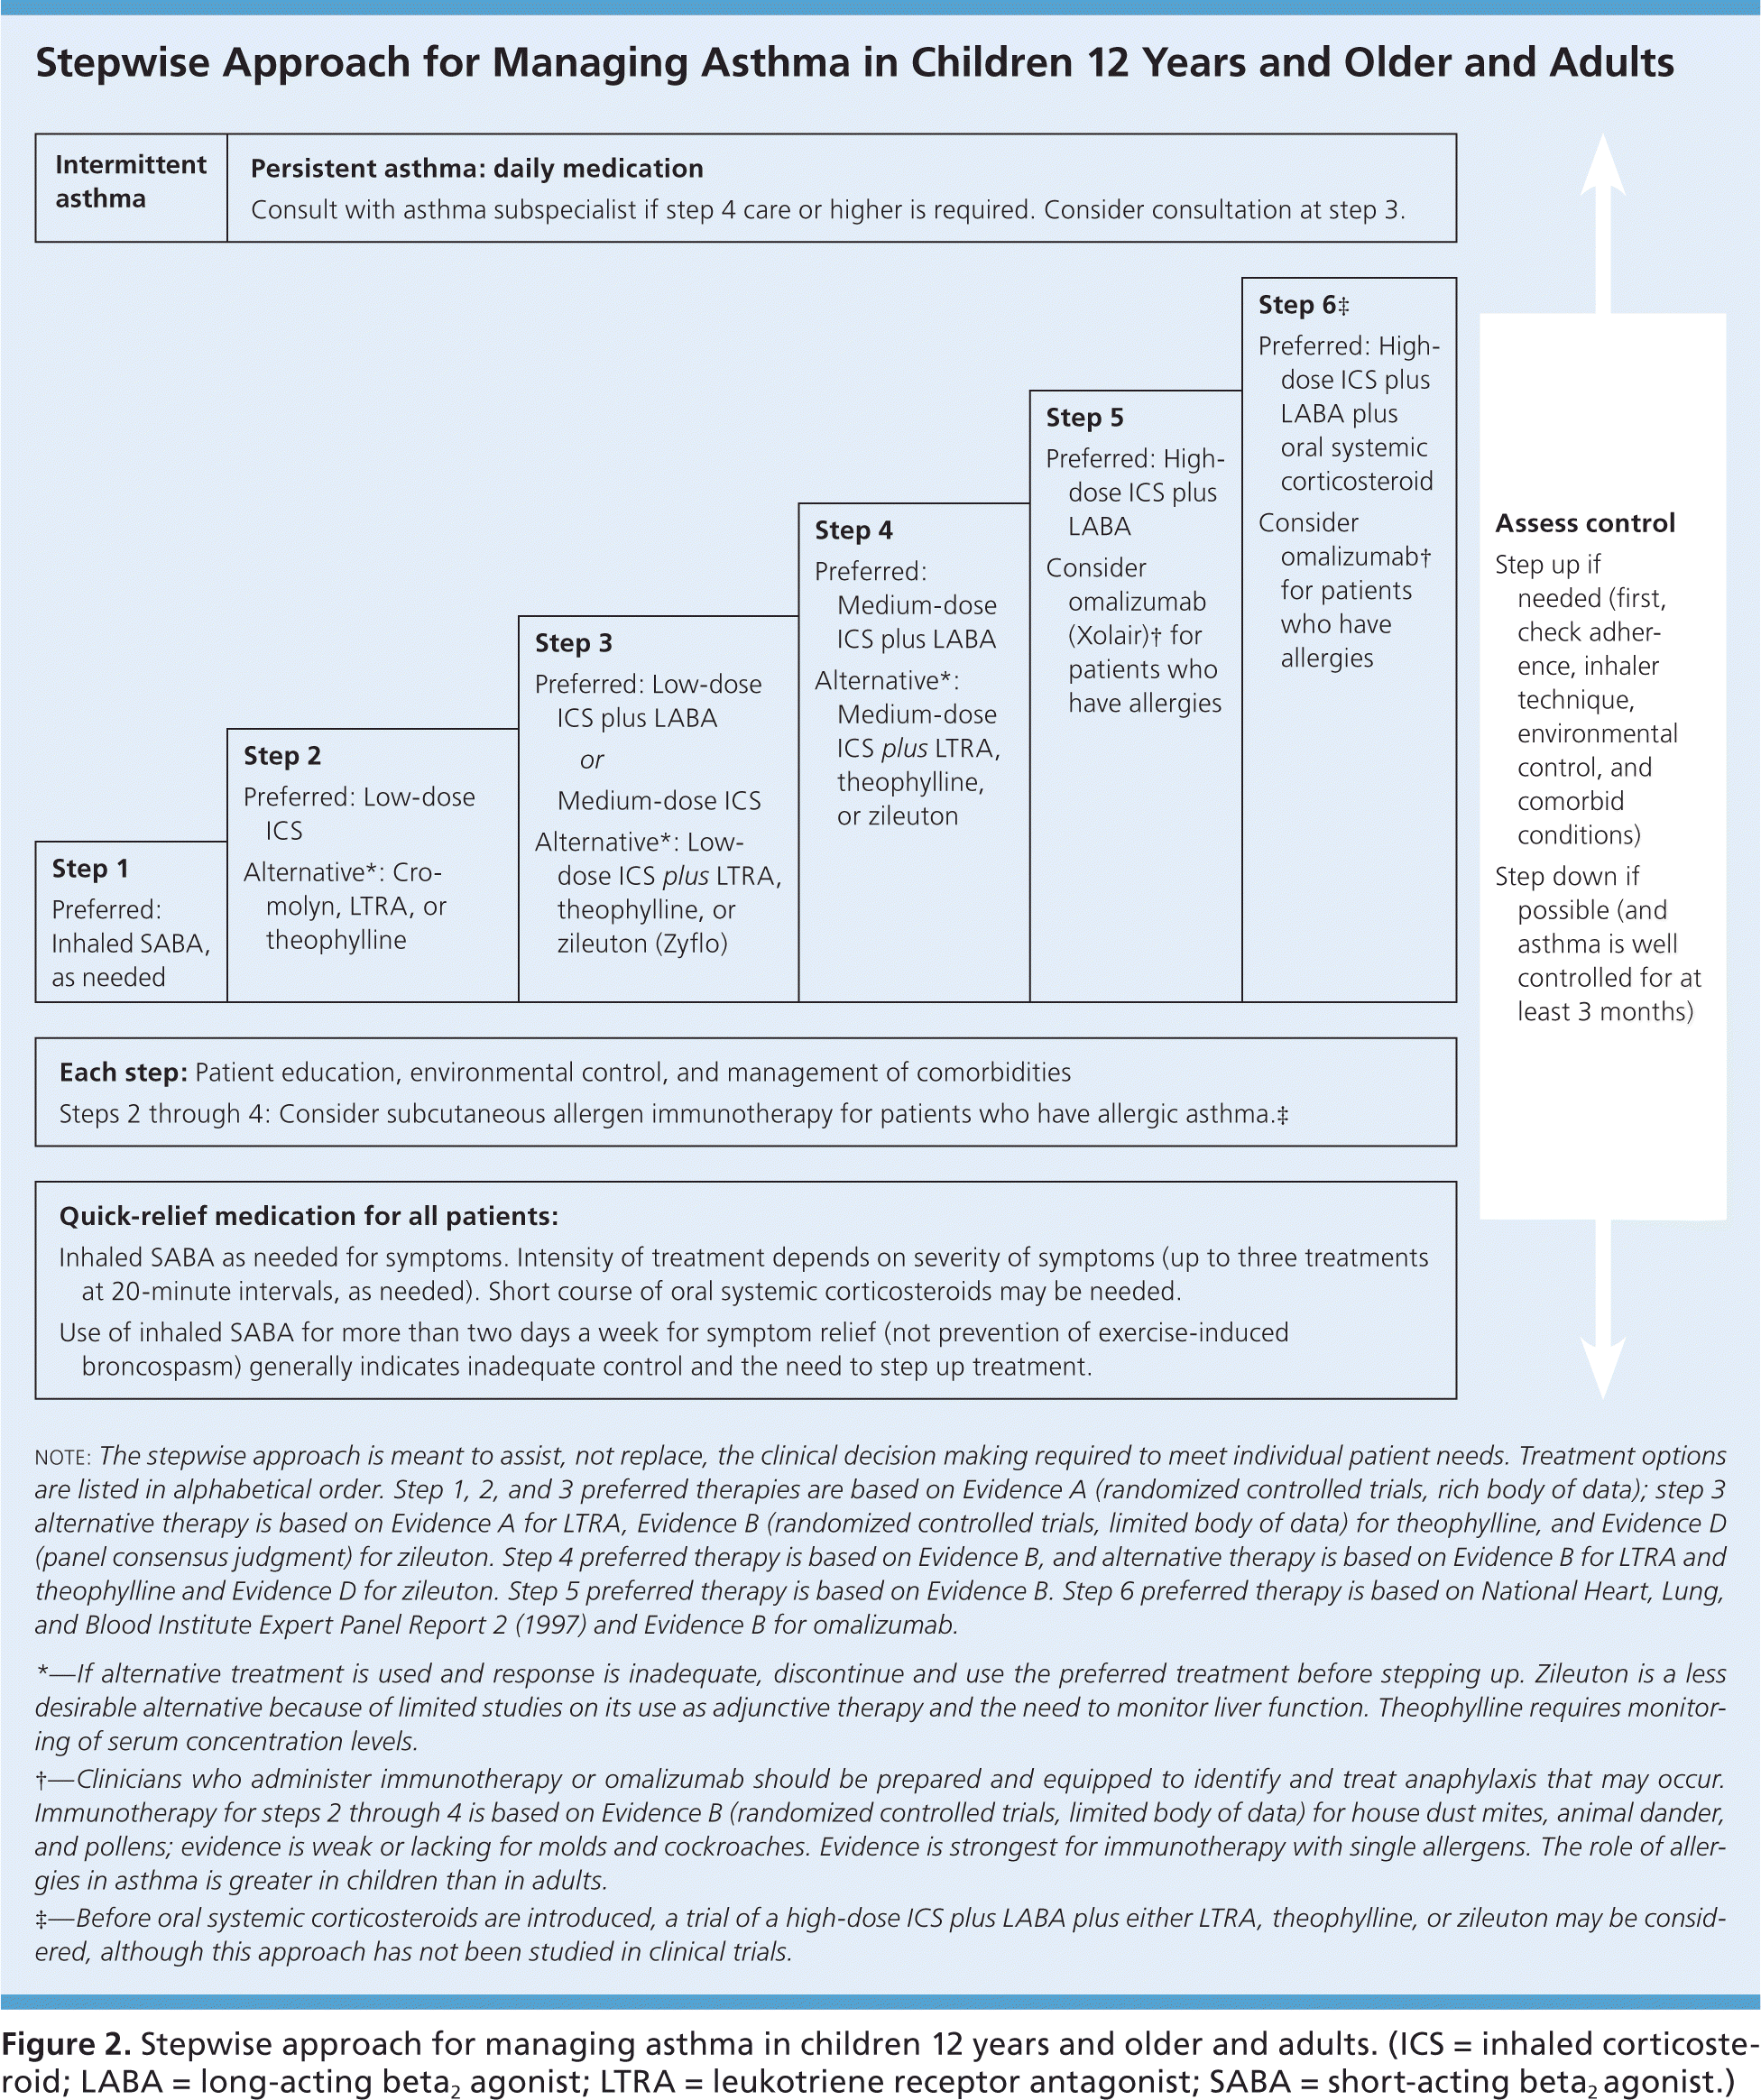 Stepwise Approach for Managing Asthma in Children 12 Years and Older and Adults
Intermittent
asthma
Persistent asthma: daily medication
Consult with asthma subspecialist if step 4 care or higher is required. Consider consultation at step 3.
Step 1
Preferred:
Inhaled SABA,
as needed
Step 2
Preferred: Low-dose
ICS
Alternative*: Cro-
molyn, LTRA, or
theophylline
Step 3
Preferred: Low-dose
ICS plus LABA
or
Medium-dose ICS
Alternative*: Low-
dose ICS plus LTRA,
theophylline, or
zileuton (Zyflo)
Step 4
Preferred:
Medium-dose
ICS plus LABA
Alternative*:
Medium-dose
ICS plus LTRA,
theophylline,
or zileuton
Step 5
Preferred: High-
dose ICS plus
LABA
Consider
omalizumab
(Xolair)† for
patients who
have allergies
Step 6‡
Preferred: High-
dose ICS plus
LABA plus
oral systemic
corticosteroid
Consider
omalizumab†
for patients
who have
allergies
Assess control
Step up if
needed (first,
check adher-
ence, inhaler
technique,
environmental
control, and
comorbid
conditions)
Step down if
possible (and
asthma is well
controlled for at
least 3 months)
Each step: Patient education, environmental control, and management of comorbidities
Steps 2 through 4: Consider subcutaneous allergen immunotherapy for patients who have allergic asthma.‡
Quick-relief medication for all patients:
Inhaled SABA as needed for symptoms. Intensity of treatment depends on severity of symptoms (up to three treatments
at 20-minute intervals, as needed). Short course of oral systemic corticosteroids may be needed.
Use of inhaled SABA for more than two days a week for symptom relief (not prevention of exercise-induced
broncospasm) generally indicates inadequate control and the need to step up treatment.
NOTE: The stepwise approach is meant to assist, not replace, the clinical decision making required to meet individual patient needs. Treatment options
are listed in alphabetical order. Step 1, 2, and 3 preferred therapies are based on Evidence A (randomized controlled trials, rich body of data); step 3
alternative therapy is based on Evidence A for LTRA, Evidence B (randomized controlled trials, limited body of data) for theophylline, and Evidence D
(panel consensus judgment) for zileuton. Step 4 preferred therapy is based on Evidence B, and alternative therapy is based on Evidence B for LTRA and
theophylline and Evidence D for zileuton. Step 5 preferred therapy is based on Evidence B. Step 6 preferred therapy is based on National Heart, Lung,
and Blood Institute Expert Panel Report 2 (1997) and Evidence B for omalizumab.
*—If alternative treatment is used and response is inadequate, discontinue and use the preferred treatment before stepping up. Zileuton is a less
desirable alternative because of limited studies on its use as adjunctive therapy and the need to monitor liver function. Theophylline requires monitor-
ing of serum concentration levels.
†—Clinicians who administer immunotherapy or omalizumab should be prepared and equipped to identify and treat anaphylaxis that may occur.
Immunotherapy for steps 2 through 4 is based on Evidence B (randomized controlled trials, limited body of data) for house dust mites, animal dander,
and pollens; evidence is weak or lacking for molds and cockroaches. Evidence is strongest for immunotherapy with single allergens. The role of aller-
gies in asthma is greater in children than in adults.
‡—Before oral systemic corticosteroids are introduced, a trial of a high-dose ICS plus LABA plus either LTRA, theophylline, or zileuton may be consid-
ered, although this approach has not been studied in clinical trials.
Figure 2. Stepwise approach for managing asthma in children 12 years and older and adults. (ICS = inhaled corticoste-
roid; LABA = long-acting beta₂ agonist; LTRA = leukotriene receptor antagonist; SABA = short-acting beta₂ agonist.)